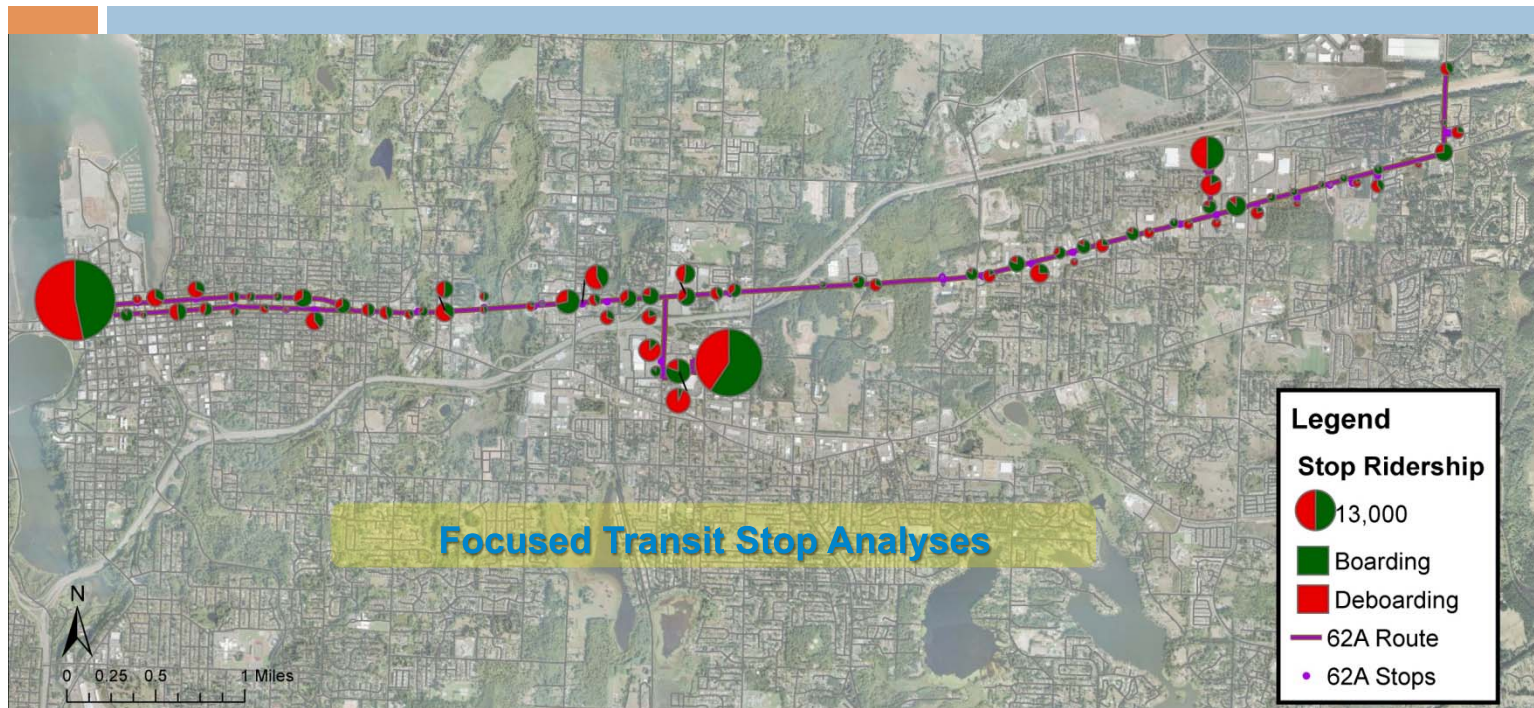 Focused Transit Stop Analyses
N
0 0.25 0.5 1 Miles
Legend
Stop Ridership
13,000
Boarding
Deboarding
62A Route
62A Stops